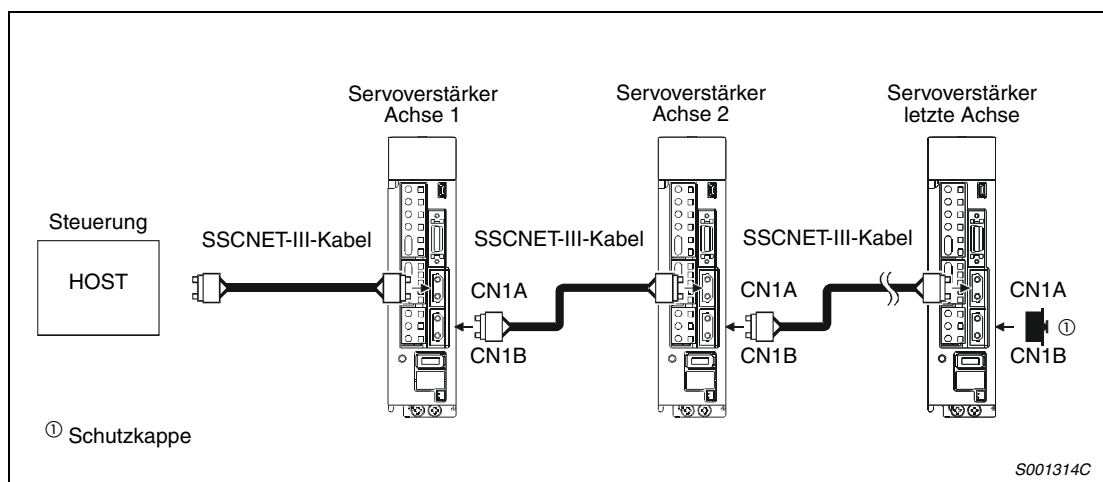 Servoverstärker
Achse 1
Servoverstärker
Achse 2
Servoverstärker
letzte Achse
Steuerung
HOST
SSCNET-III-Kabel
SSCNET-III-Kabel
SSCNET-III-Kabel
CN1A
CN1B
CN1A
CN1B
CN1A
①
CN1B
① Schutzkappe
S001314C